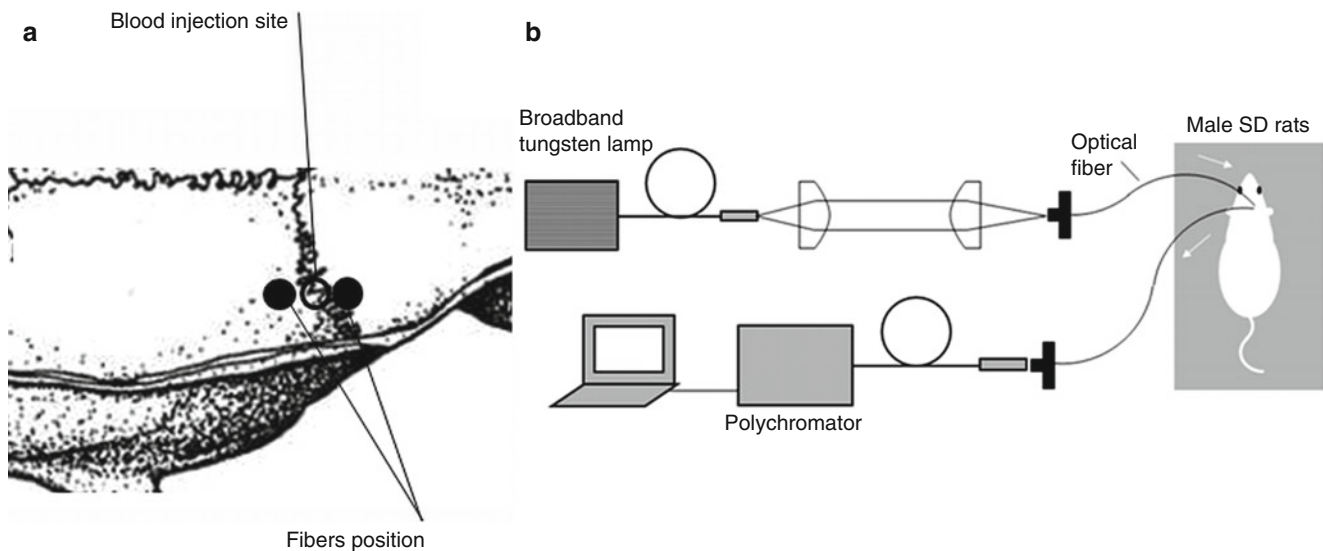 a
Blood injection site
Fibers position
b
Broadband
tungsten lamp
Optical
fiber
Male SD rats
Polychromator